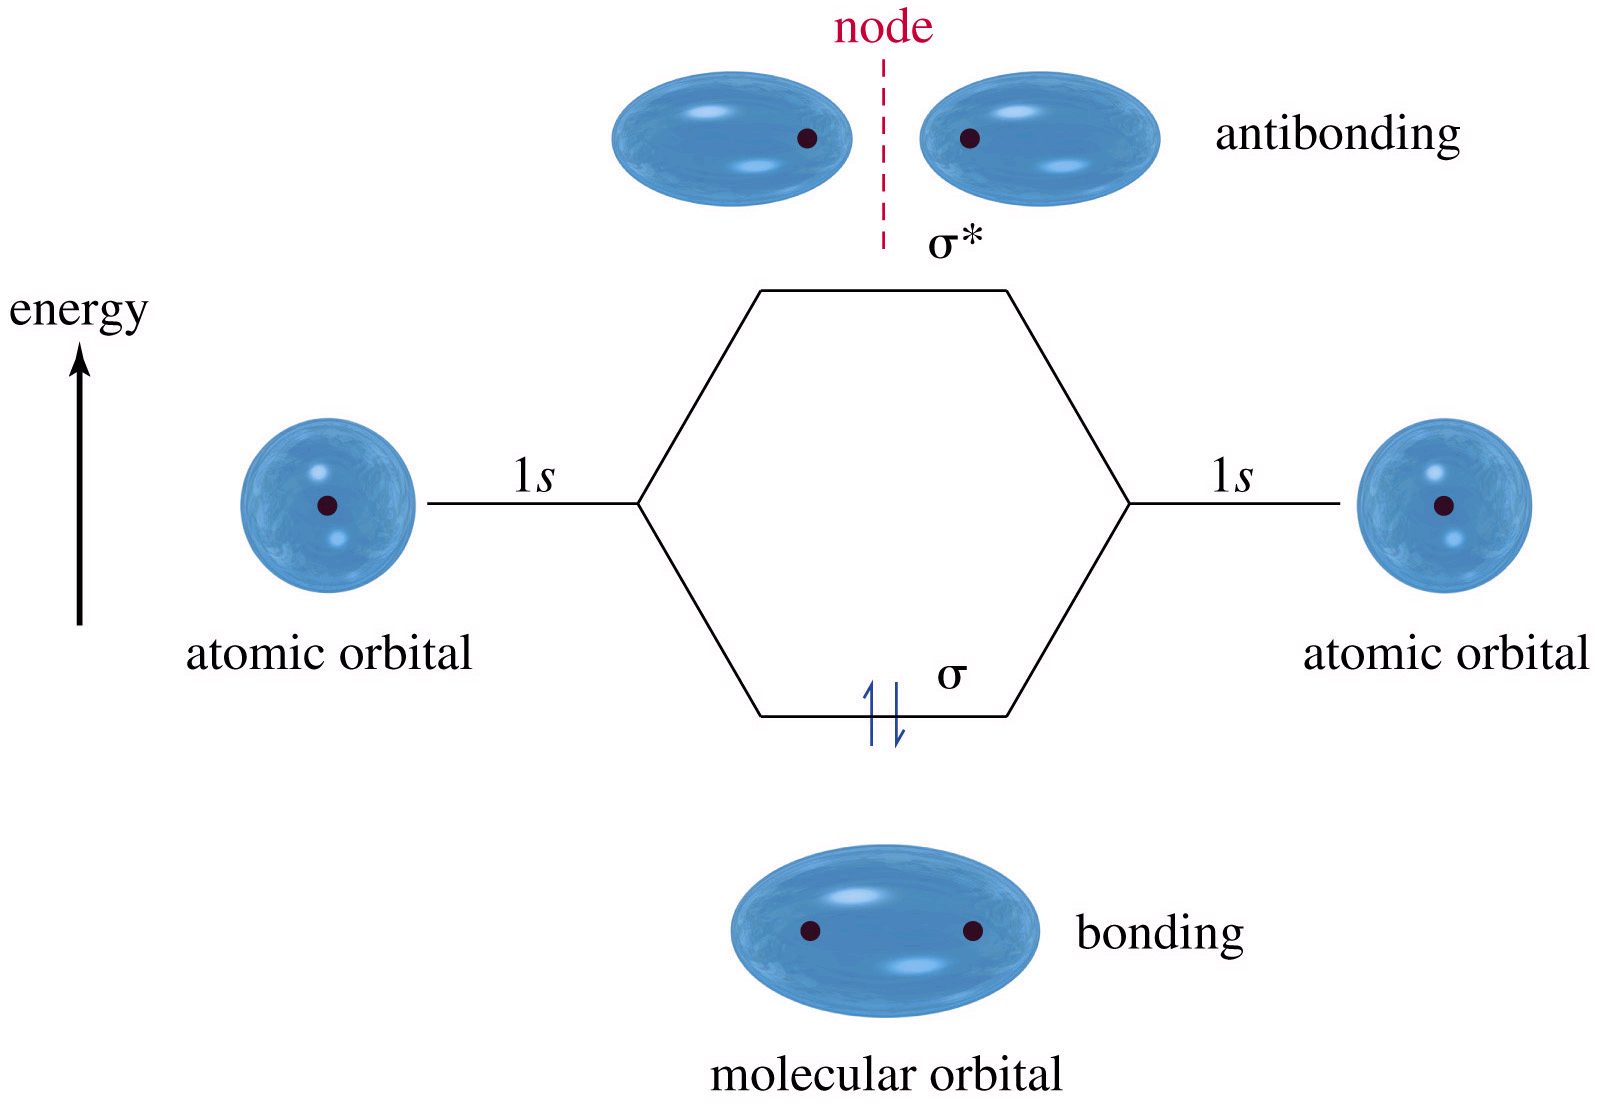 node
antibonding
σ*
energy
1s
1s
atomic orbital
atomic orbital
σ
bonding
molecular orbital